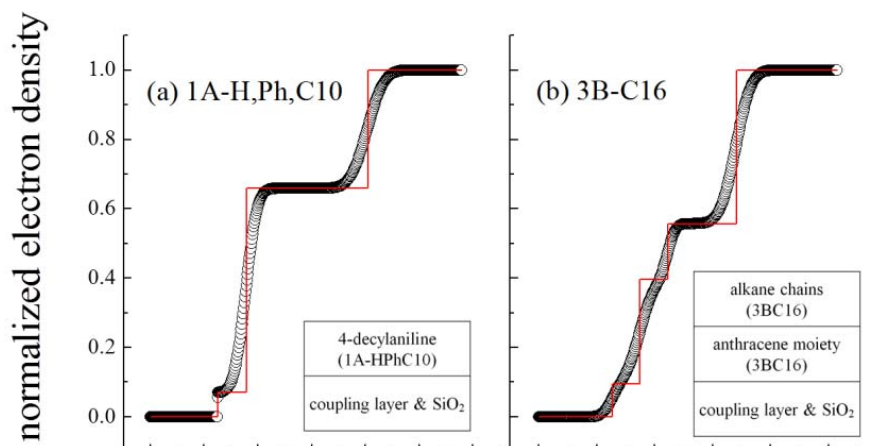 normalized electron density
1.0
0.8
0.6
0.4
0.2
0.0
(a) 1A-H,Ph,C10
4-decylaniline
(1A-HPhC10)
coupling layer & SiO₂
(b) 3B-C16
alkane chains
(3BC16)
anthracene moiety
(3BC16)
coupling layer & SiO₂